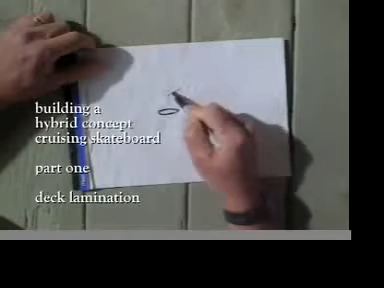 building a
hybrid concept
cruising skateboard
part one
deck lamination